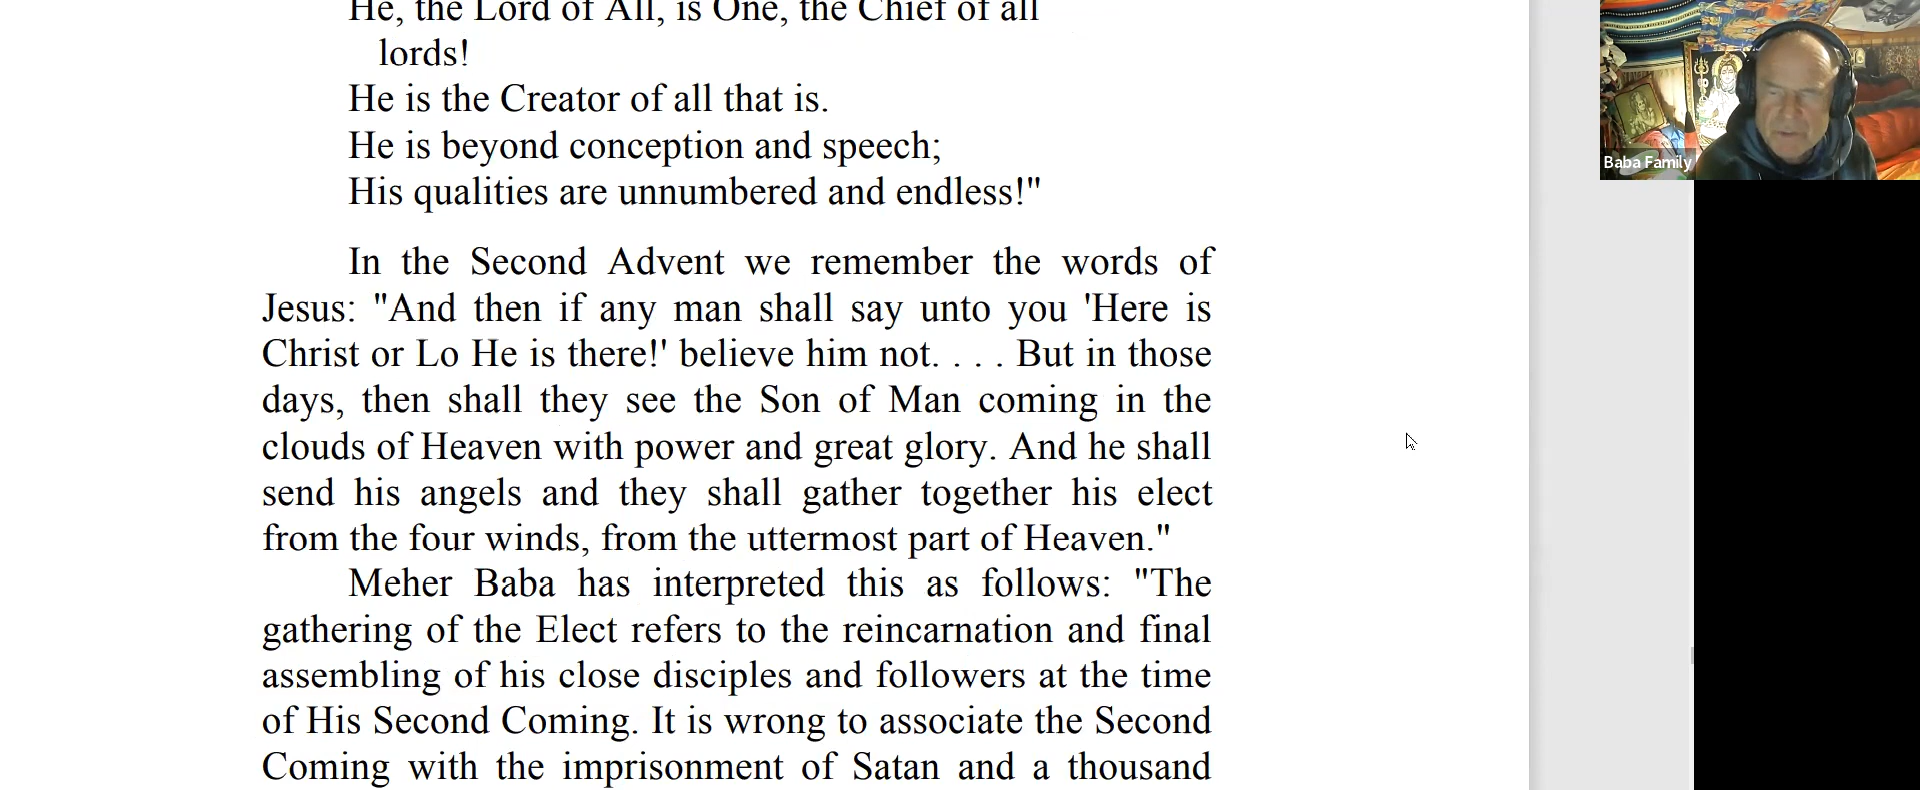 He, the Lord of All, is One, the Chief of all
lords!
He is the Creator of all that is.
He is beyond conception and speech;
His qualities are unnumbered and endless!"
In the Second Advent we remember the words of
Jesus: "And then if any man shall say unto you 'Here is
Christ or Lo He is there!' believe him not. . . . But in those
days, then shall they see the Son of Man coming in the
clouds of Heaven with power and great glory. And he shall
send his angels and they shall gather together his elect
from the four winds, from the uttermost part of Heaven."
Meher Baba has interpreted this as follows: "The
gathering of the Elect refers to the reincarnation and final
assembling of his close disciples and followers at the time
of His Second Coming. It is wrong to associate the Second
Coming with the imprisonment of Satan and a thousand
Baba Family